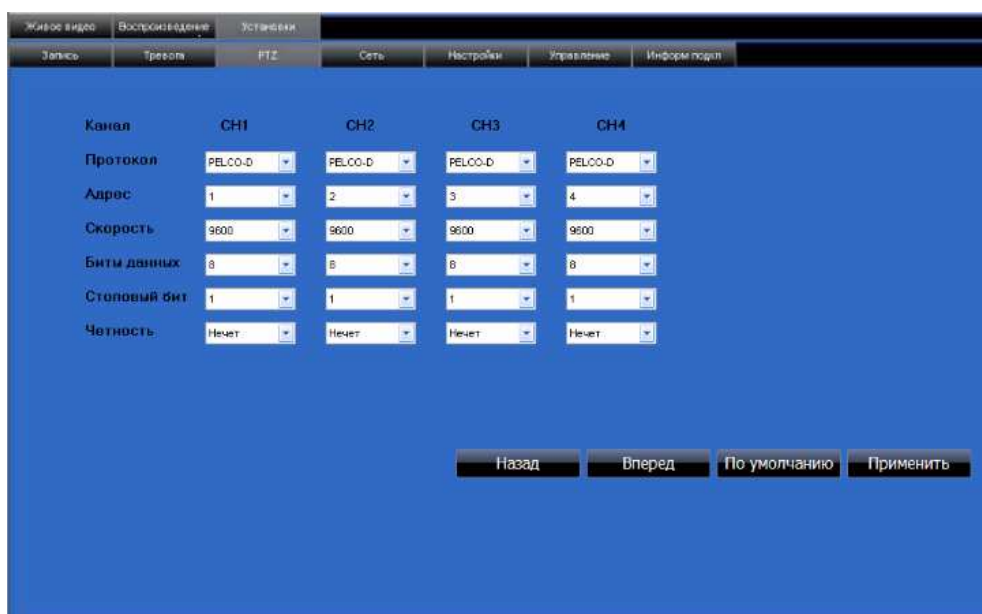 Живое видео Воспроизведение Установки
Запись Тревога PTZ Сеть Настройки Управление Информ подкл
Канал CH1 CH2 CH3 CH4
Протокол PELCO-D PELCO-D PELCO-D PELCO-D
Адрес 1 2 3 4
Скорость 9600 9600 9600 9600
Биты данных 8 8 8 8
Стоповый бит 1 1 1 1
Четность Нечет Нечет Нечет Нечет
Назад Вперед По умолчанию Применить